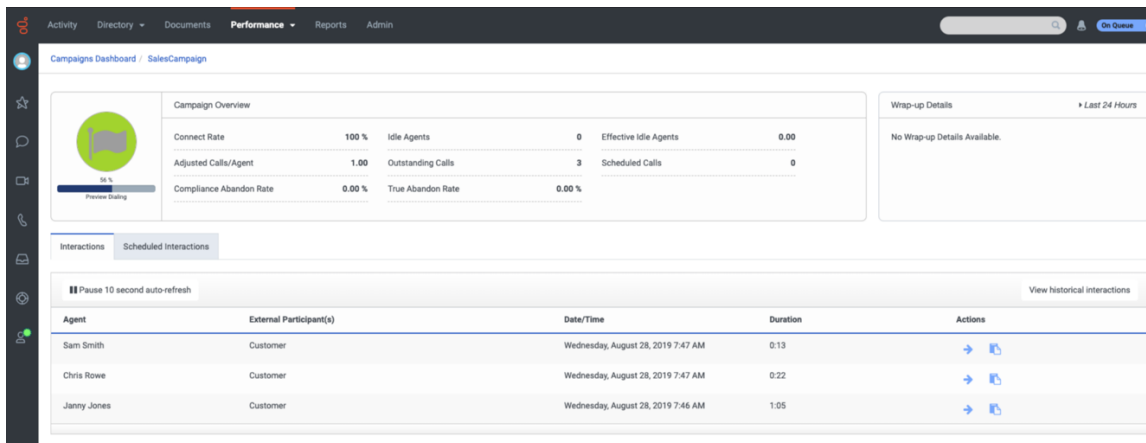 Activity Directory Documents Performance Reports Admin On Queue
Campaigns Dashboard / SalesCampaign
Campaign Overview
Connect Rate 100 % Idle Agents 0 Effective Idle Agents 0.00
Adjusted Calls/Agent 1.00 Outstanding Calls 3 Scheduled Calls 0
Compliance Abandon Rate 0.00 % True Abandon Rate 0.00 %
56 %
Preview Dialing
Wrap-up Details Last 24 Hours
No Wrap-up Details Available.
Interactions Scheduled Interactions
Pause 10 second auto-refresh View historical interactions
Agent External Participant(s) Date/Time Duration Actions
Sam Smith Customer Wednesday, August 28, 2019 7:47 AM 0:13
Chris Rowe Customer Wednesday, August 28, 2019 7:47 AM 0:22
Janny Jones Customer Wednesday, August 28, 2019 7:46 AM 1:05